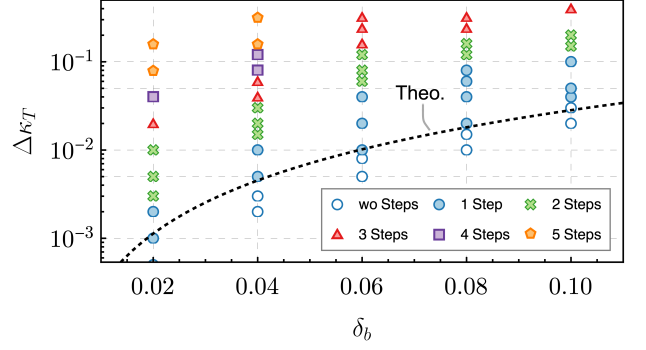 10⁻¹
10⁻²
10⁻³
Δκ_T
Theo.
wo Steps 1 Step 2 Steps
3 Steps 4 Steps 5 Steps
0.02 0.04 0.06 0.08 0.10
δ_b